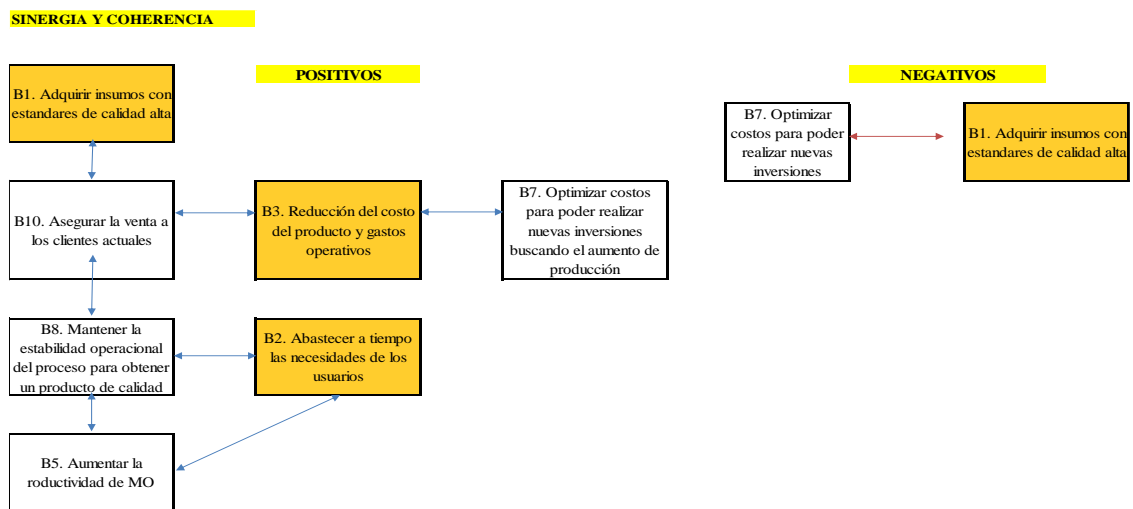 SINERGIA Y COHERENCIA
POSITIVOS
NEGATIVOS
B1. Adquirir insumos con
estandares de calidad alta
B7. Optimizar
costos para poder
realizar nuevas
inversiones
B1. Adquirir insumos con
estandares de calidad alta
B10. Asegurar la venta a
los clientes actuales
B3. Reducción del costo
del producto y gastos
operativos
B7. Optimizar costos
para poder realizar
nuevas inversiones
buscando el aumento de
producción
B8. Mantener la
estabilidad operacional
del proceso para obtener
un producto de calidad
B2. Abastecer a tiempo
las necesidades de los
usuarios
B5. Aumentar la
roductividad de MO